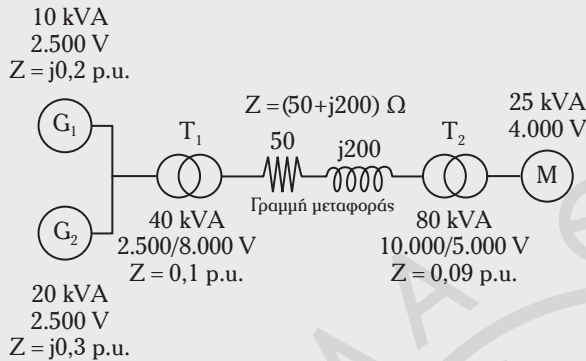 10 kVA
2.500 V
Z = j0,2 p.u.
G1
T1
Z = (50+j200) Ω
50
j200
Γραμμή μεταφοράς
T2
25 kVA
4.000 V
M
40 kVA
2.500/8.000 V
Z = 0,1 p.u.
80 kVA
10.000/5.000 V
Z = 0,09 p.u.
G2
20 kVA
2.500 V
Z = j0,3 p.u.